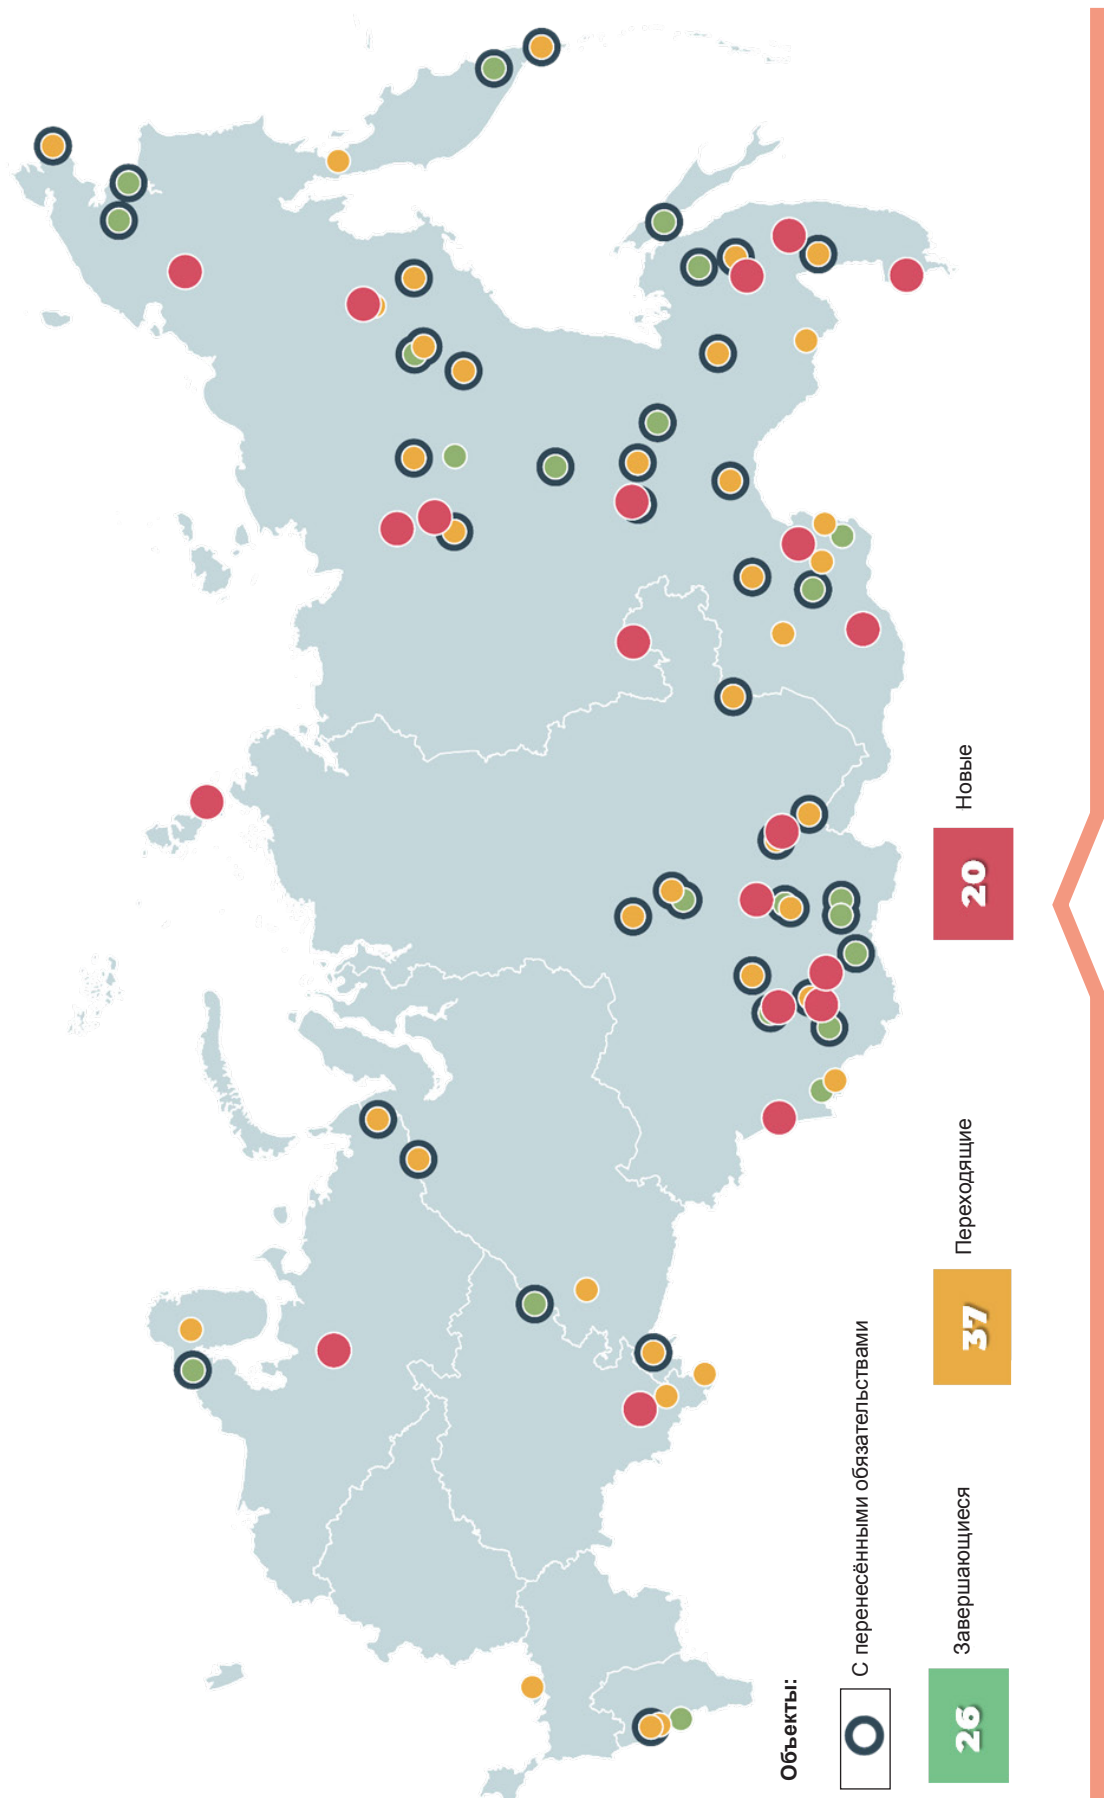 Объекты:
С перенесёнными обязательствами
26
Завершающиеся
37
Переходящие
20
Новые